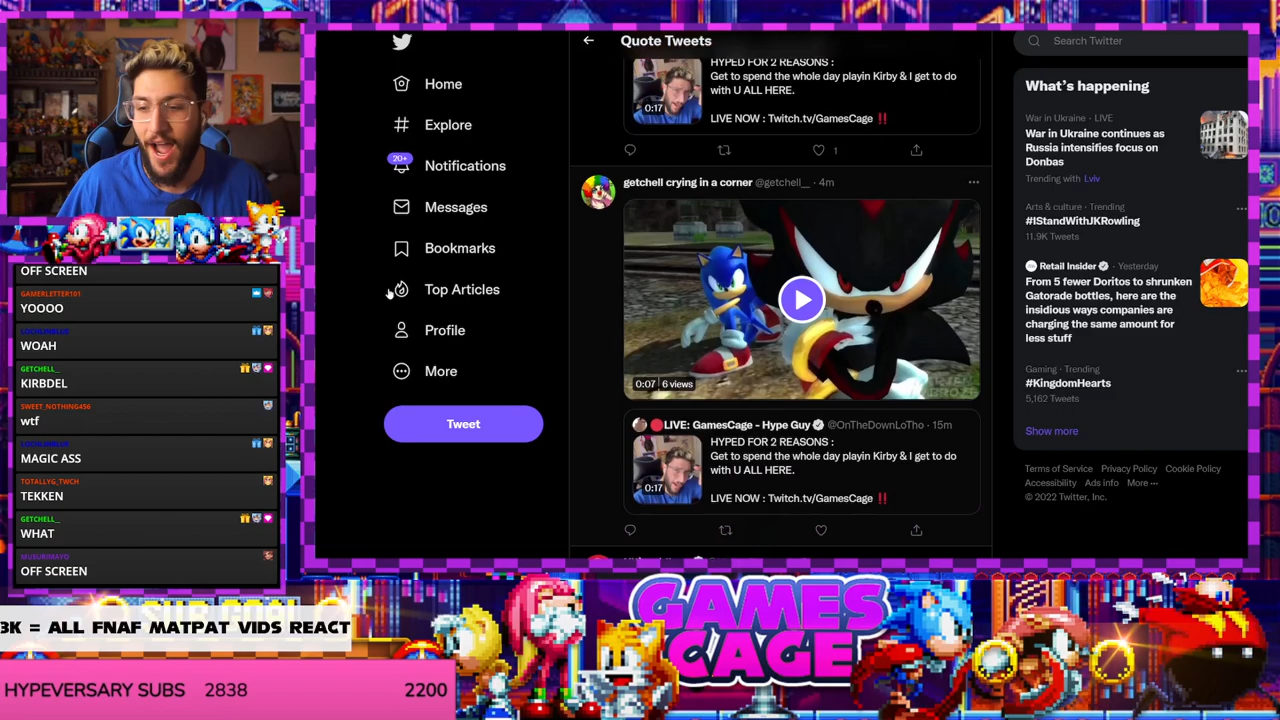 OFF SCREEN
GAMERLETTER101
YOOOO
LOCHLINBLUE
WOAH
GETCHELL_
KIRBDEL
SWEET_NOTHING456
wtf
LOCHLINBLUE
MAGIC ASS
TOTALLYG_TWCH
TEKKEN
GETCHELL_
WHAT
MUSURIMAYO
OFF SCREEN
3K = ALL FNAF MATPAT VIDS REACT
HYPEVERSARY SUBS 2838 2200
Home
Explore
20+
Notifications
Messages
Bookmarks
Top Articles
Profile
More
Tweet
Quote Tweets
HYPED FOR 2 REASONS :
Get to spend the whole day playin Kirby & I get to do
with U ALL HERE.
0:17
LIVE NOW : Twitch.tv/GamesCage ‼️
1
getchell crying in a corner @getchell__ · 4m
0:07 6 views
LIVE: GamesCage - Hype Guy @OnTheDownLoTho · 15m
HYPED FOR 2 REASONS :
Get to spend the whole day playin Kirby & I get to do
with U ALL HERE.
0:17
LIVE NOW : Twitch.tv/GamesCage ‼️
Search Twitter
What's happening
War in Ukraine · LIVE
War in Ukraine continues as
Russia intensifies focus on
Donbas
Trending with Lviv
Arts & culture · Trending
#IStandWithJKRowling
11.9K Tweets
Retail Insider · Yesterday
From 5 fewer Doritos to shrunken
Gatorade bottles, here are the
insidious ways companies are
charging the same amount for
less stuff
Gaming · Trending
#KingdomHearts
5,162 Tweets
Show more
Terms of Service Privacy Policy Cookie Policy
Accessibility Ads info More ···
© 2022 Twitter, Inc.
GAMES
CAGE